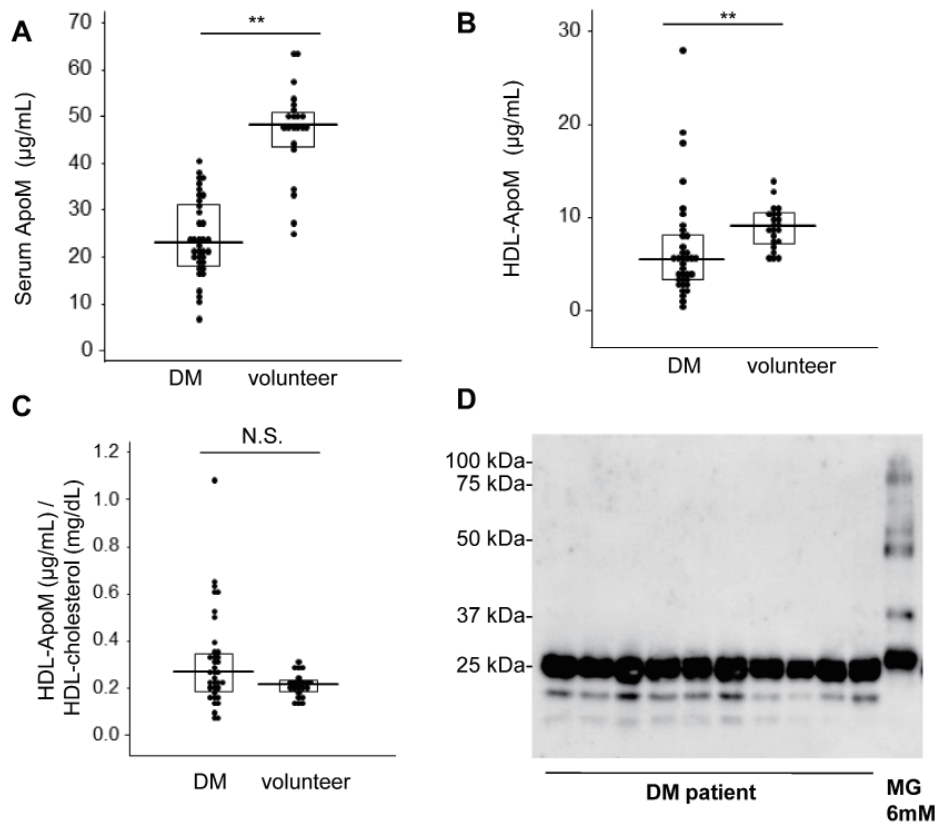 A
Serum ApoM (µg/mL)
70
60
50
40
30
20
10
0
**
DM volunteer
B
HDL-ApoM (µg/mL)
30
20
10
0
**
DM volunteer
C
HDL-ApoM (µg/mL) /
HDL-cholesterol (mg/dL)
1.2
1.0
0.8
0.6
0.4
0.2
0.0
N.S.
DM volunteer
D
100 kDa-
75 kDa-
50 kDa-
37 kDa-
25 kDa-
DM patient
MG
6mM